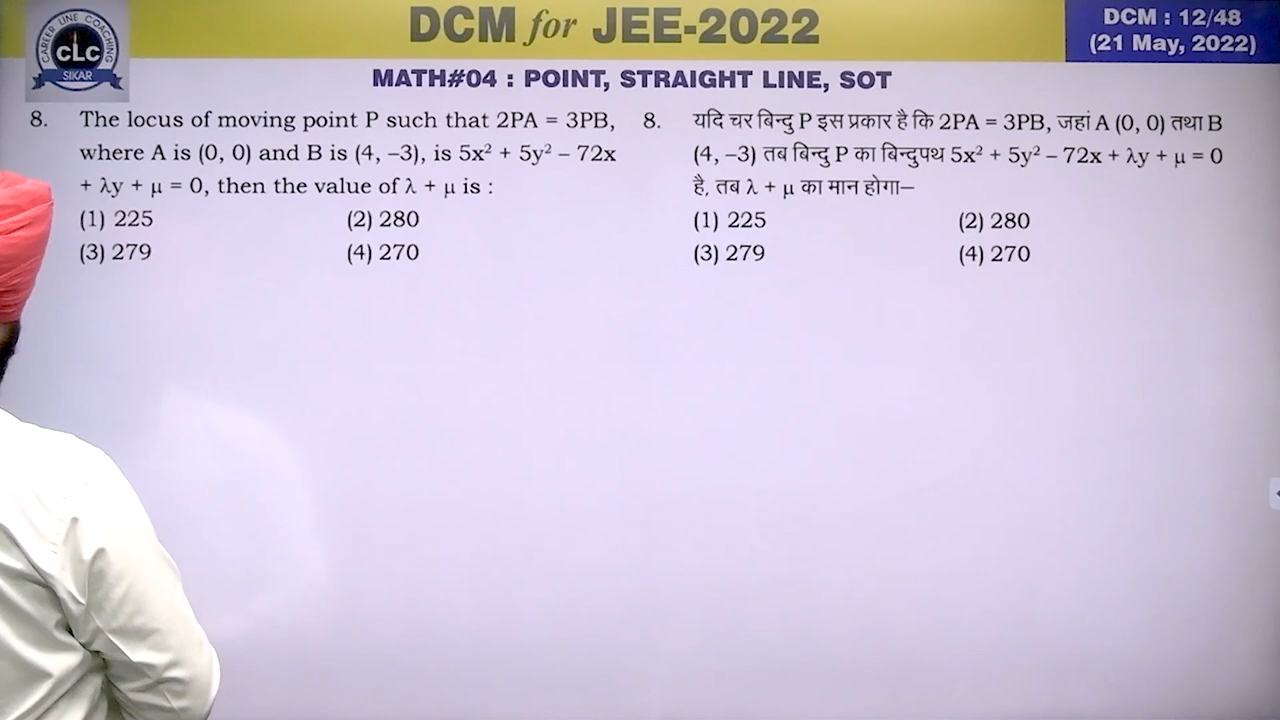 DCM for JEE-2022
DCM : 12/48
(21 May, 2022)
CAREER LINE COACHING
CLC
SIKAR
MATH#04 : POINT, STRAIGHT LINE, SOT
8. The locus of moving point P such that 2PA = 3PB,
where A is (0, 0) and B is (4, –3), is 5x² + 5y² – 72x
+ λy + μ = 0, then the value of λ + μ is :
(1) 225 (2) 280
(3) 279 (4) 270
8. यदि चर बिन्दु P इस प्रकार है कि 2PA = 3PB, जहां A (0, 0) तथा B
(4, –3) तब बिन्दु P का बिन्दुपथ 5x² + 5y² – 72x + λy + μ = 0
है, तब λ + μ का मान होगा–
(1) 225 (2) 280
(3) 279 (4) 270